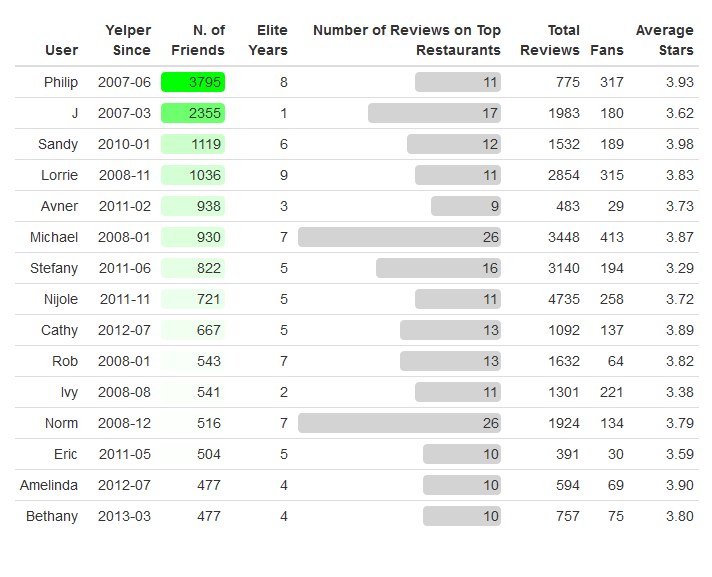 User Yelper Since N. of Friends Elite Years Number of Reviews on Top Restaurants Total Reviews Fans Average Stars
Philip 2007-06 3795 8 11 775 317 3.93
J 2007-03 2355 1 17 1983 180 3.62
Sandy 2010-01 1119 6 12 1532 189 3.98
Lorrie 2008-11 1036 9 11 2854 315 3.83
Avner 2011-02 938 3 9 483 29 3.73
Michael 2008-01 930 7 26 3448 413 3.87
Stefany 2011-06 822 5 16 3140 194 3.29
Nijole 2011-11 721 5 11 4735 258 3.72
Cathy 2012-07 667 5 13 1092 137 3.89
Rob 2008-01 543 7 13 1632 64 3.82
Ivy 2008-08 541 2 11 1301 221 3.38
Norm 2008-12 516 7 26 1924 134 3.79
Eric 2011-05 504 5 10 391 30 3.59
Amelinda 2012-07 477 4 10 594 69 3.90
Bethany 2013-03 477 4 10 757 75 3.80